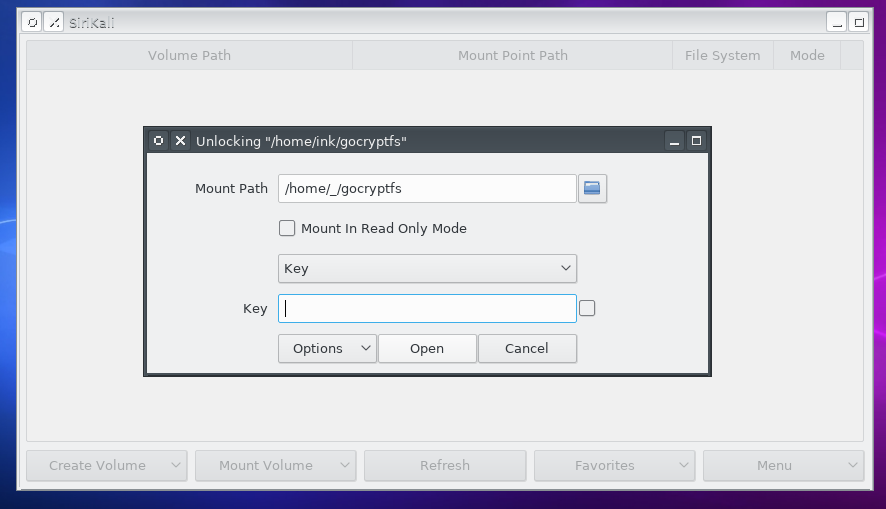 SiriKali
Volume Path Mount Point Path File System Mode
Unlocking "/home/ink/gocryptfs"
Mount Path /home/_/gocryptfs
Mount In Read Only Mode
Key
Key
Options Open Cancel
Create Volume Mount Volume Refresh Favorites Menu